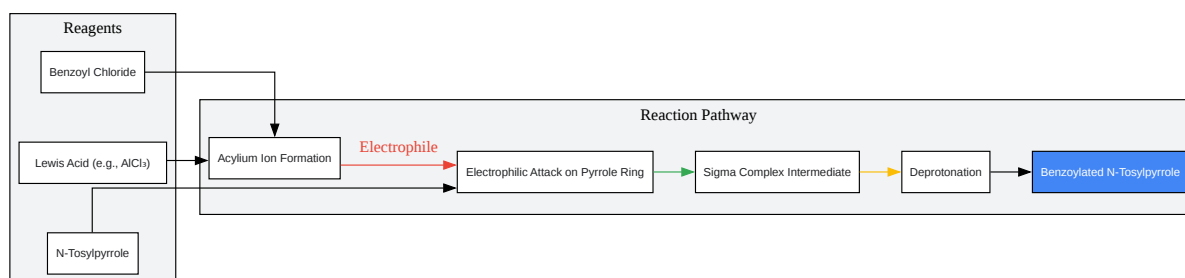 Reagents
Benzoyl Chloride
Lewis Acid (e.g., AlCl₃)
N-Tosylpyrrole
Reaction Pathway
Acylium Ion Formation
Electrophile
Electrophilic Attack on Pyrrole Ring
Sigma Complex Intermediate
Deprotonation
Benzoylated N-Tosylpyrrole